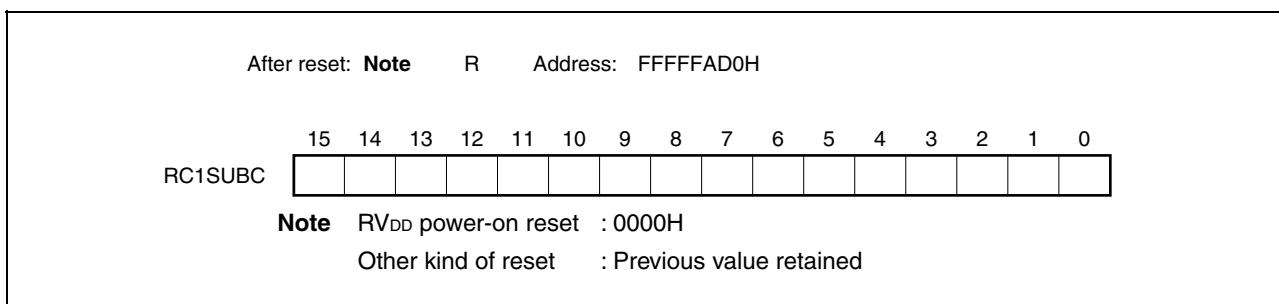 After reset: Note R Address: FFFFFAD0H
15 14 13 12 11 10 9 8 7 6 5 4 3 2 1 0
RC1SUBC
Note RVDD power-on reset : 0000H
Other kind of reset : Previous value retained